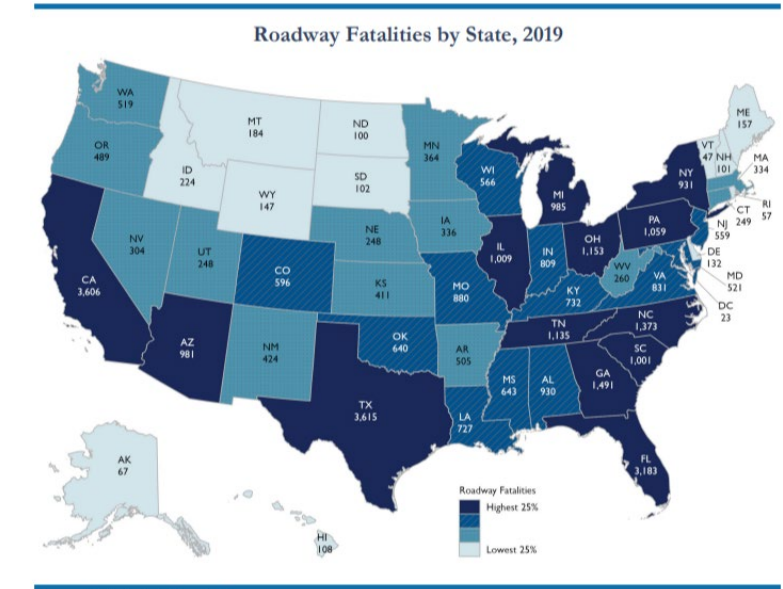 Roadway Fatalities by State, 2019
WA
519
OR
489
CA
3,606
NV
304
ID
224
MT
184
WY
147
UT
248
AZ
981
CO
596
NM
424
ND
100
SD
102
NE
248
KS
411
OK
640
TX
3,615
MN
364
IA
336
MO
880
AR
505
LA
727
WI
566
IL
1,009
MI
985
IN
809
OH
1,153
KY
732
TN
1,135
MS
643
AL
930
GA
1,491
FL
3,183
SC
1,001
NC
1,373
VA
831
WV
260
PA
1,059
NY
931
VT
47
NH
101
ME
157
MA
334
RI
57
CT
249
NJ
559
DE
132
MD
521
DC
23
AK
67
HI
108
Roadway Fatalities
Highest 25%
Lowest 25%